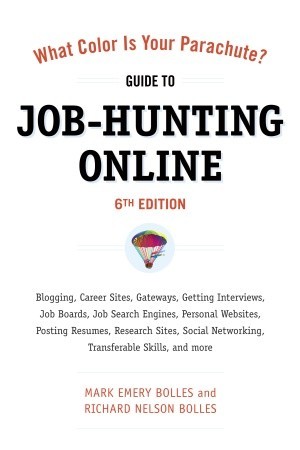 What Color Is Your Parachute?
GUIDE TO
JOB-HUNTING
ONLINE
6TH EDITION
Blogging, Career Sites, Gateways, Getting Interviews,
Job Boards, Job Search Engines, Personal Websites,
Posting Resumes, Research Sites, Social Networking,
Transferable Skills, and more
MARK EMERY BOLLES and
RICHARD NELSON BOLLES